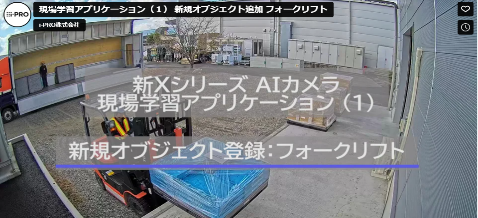 i-PRO
現場学習アプリケーション（1） 新規オブジェクト追加 フォークリフト
i-PRO株式会社
新Xシリーズ AIカメラ
現場学習アプリケーション（1）
新規オブジェクト登録：フォークリフト